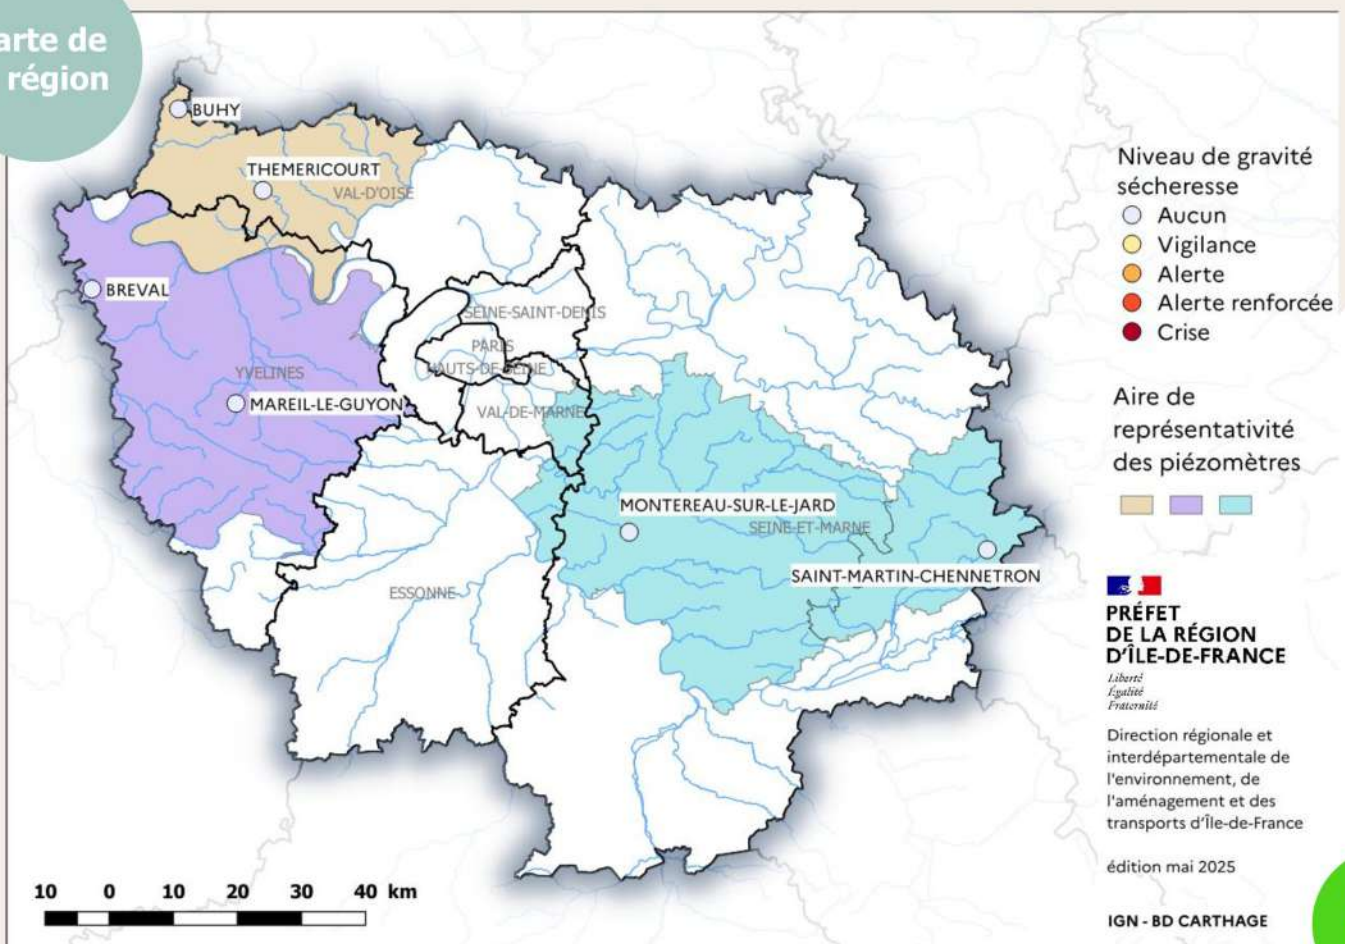 arte de
région
BUHY
THEMERICOURT
VAL-D'OISE
BREVAL
SEINE-SAINT-DENIS
PARIS
HAUTS-DE-SEINE
YVELINES
MAREIL-LE-GUYON
VAL-DE-MARNE
MONTEREAU-SUR-LE-JARD
SEINE-ET-MARNE
SAINT-MARTIN-CHENNETRON
ESSONNE
10 0 10 20 30 40 km
Niveau de gravité
sécheresse
Aucun
Vigilance
Alerte
Alerte renforcée
Crise
Aire de
représentativité
des piézomètres
PRÉFET
DE LA RÉGION
D'ÎLE-DE-FRANCE
Liberté
Égalité
Fraternité
Direction régionale et
interdépartementale de
l'environnement, de
l'aménagement et des
transports d'Île-de-France
édition mai 2025
IGN - BD CARTHAGE